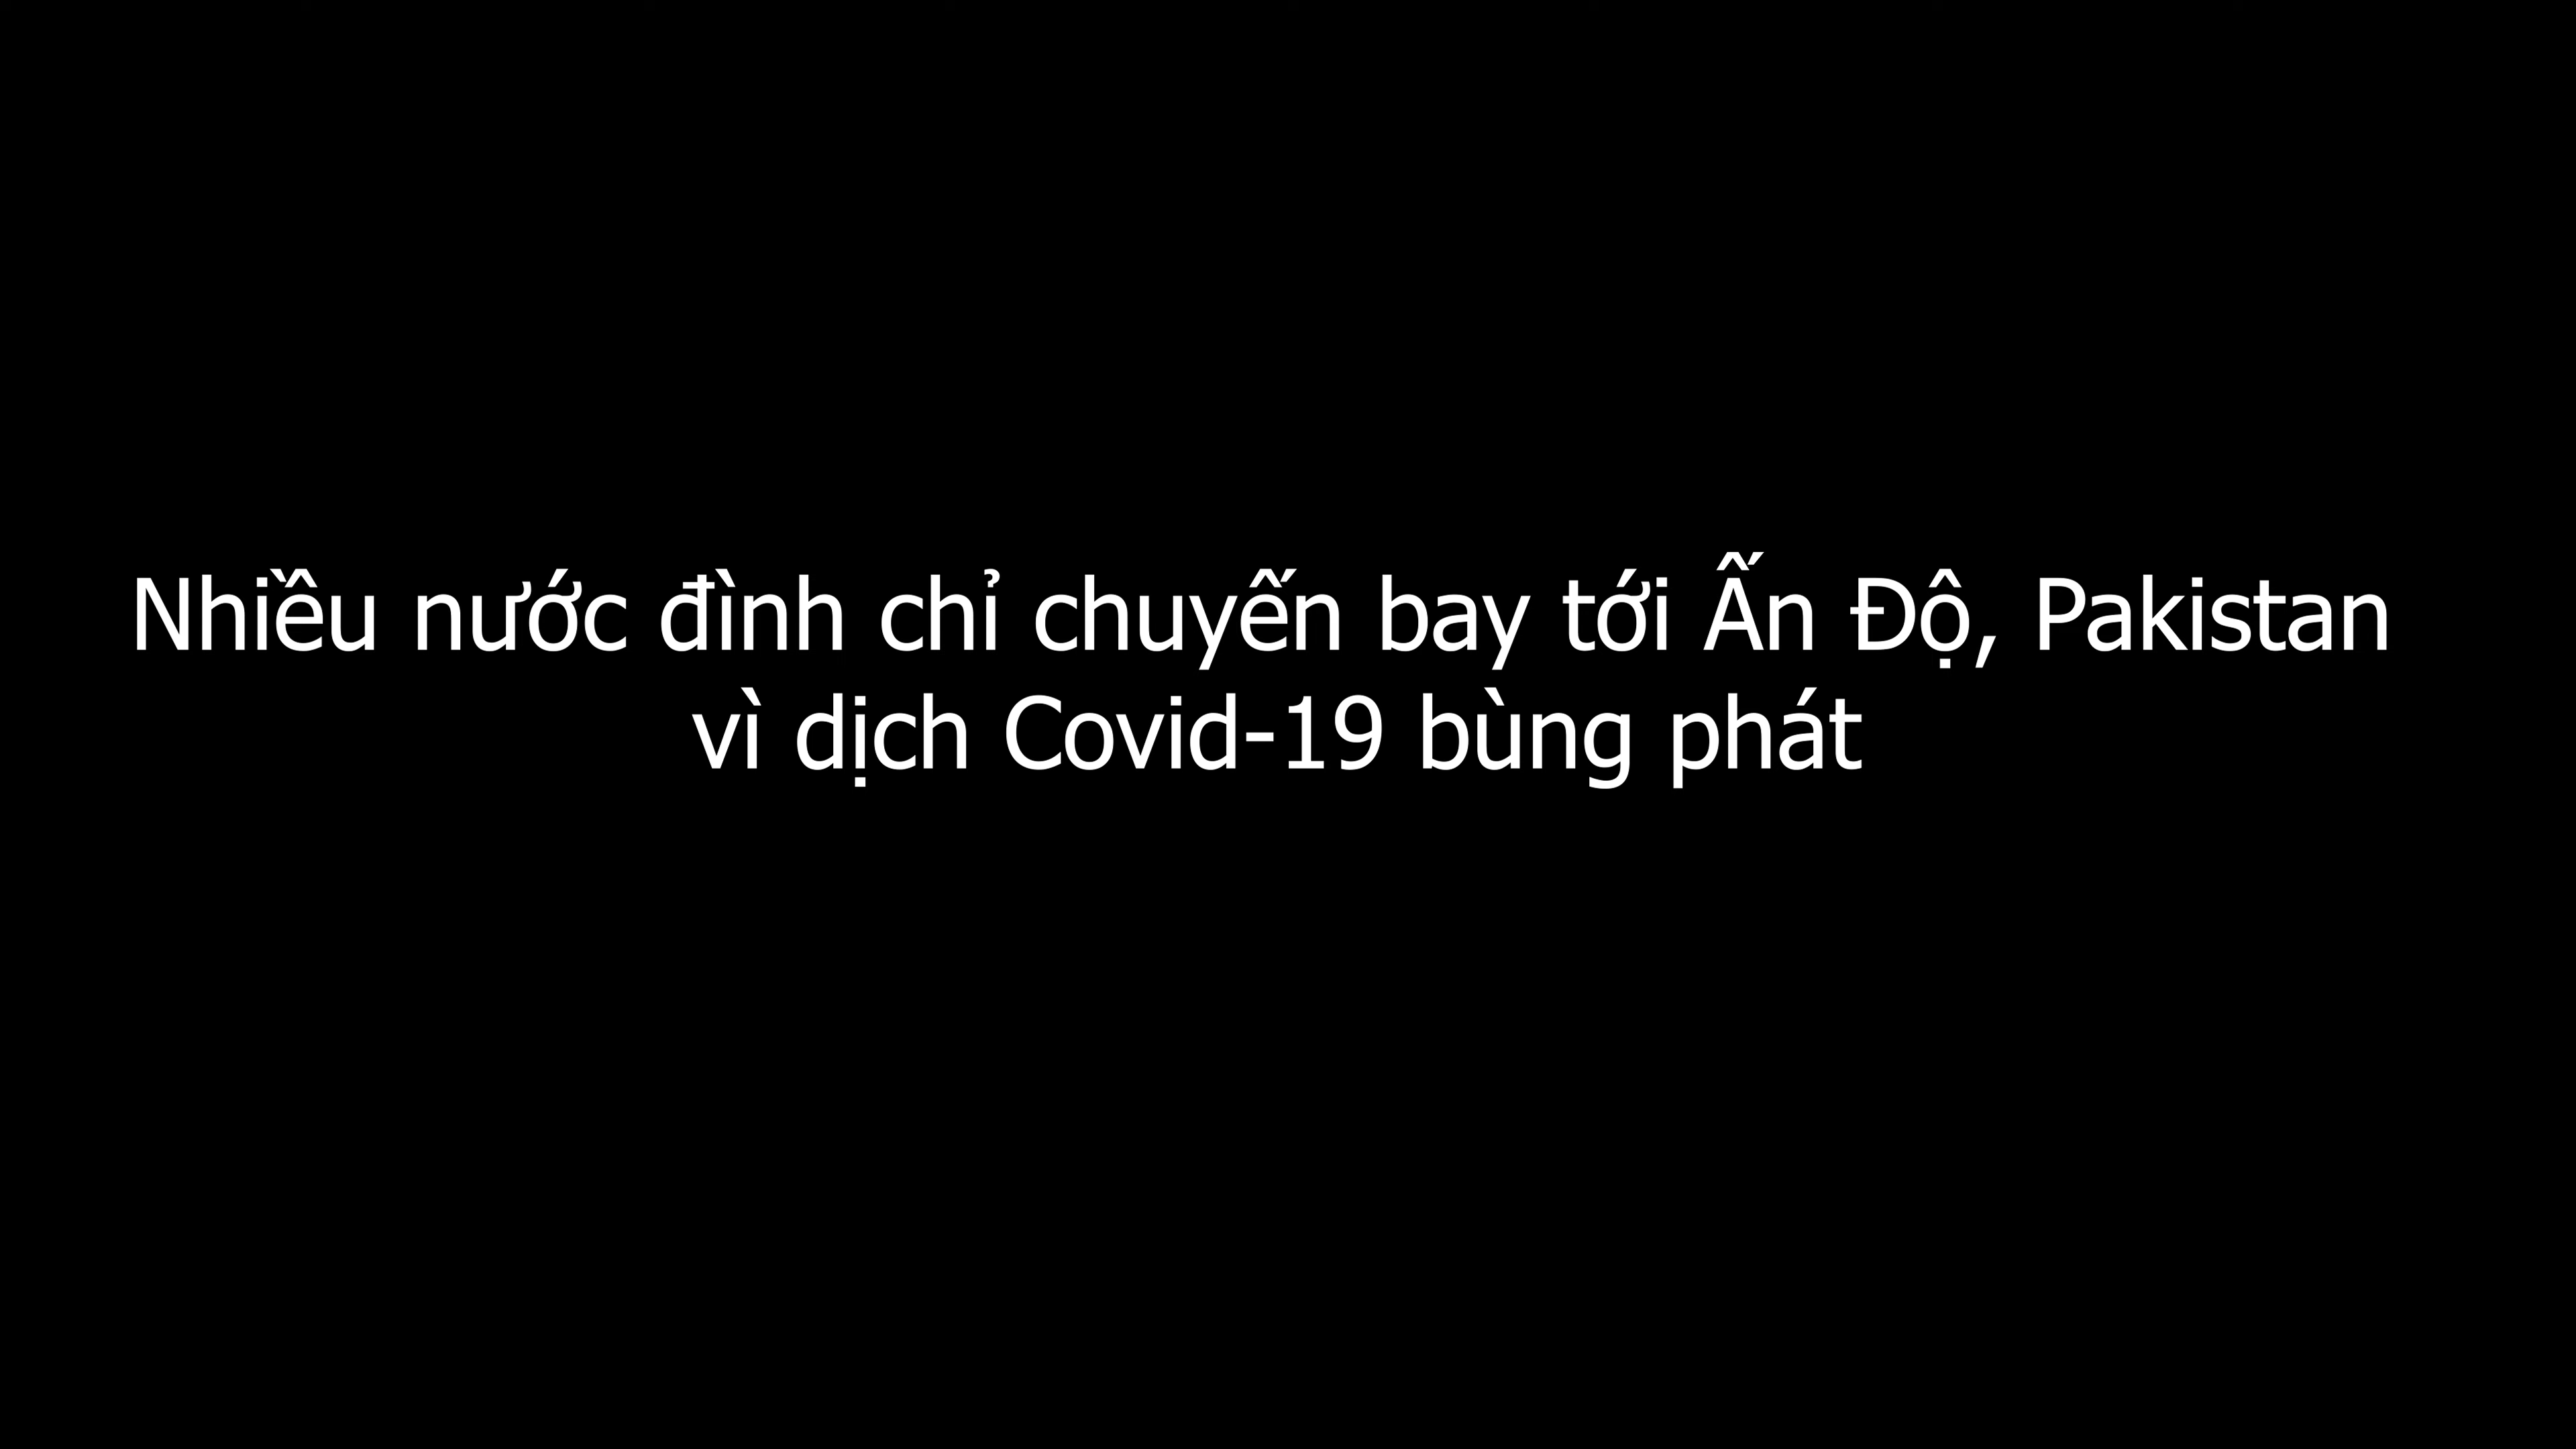 Nhiều nước đình chỉ chuyến bay tới Ấn Độ, Pakistan
vì dịch Covid-19 bùng phát